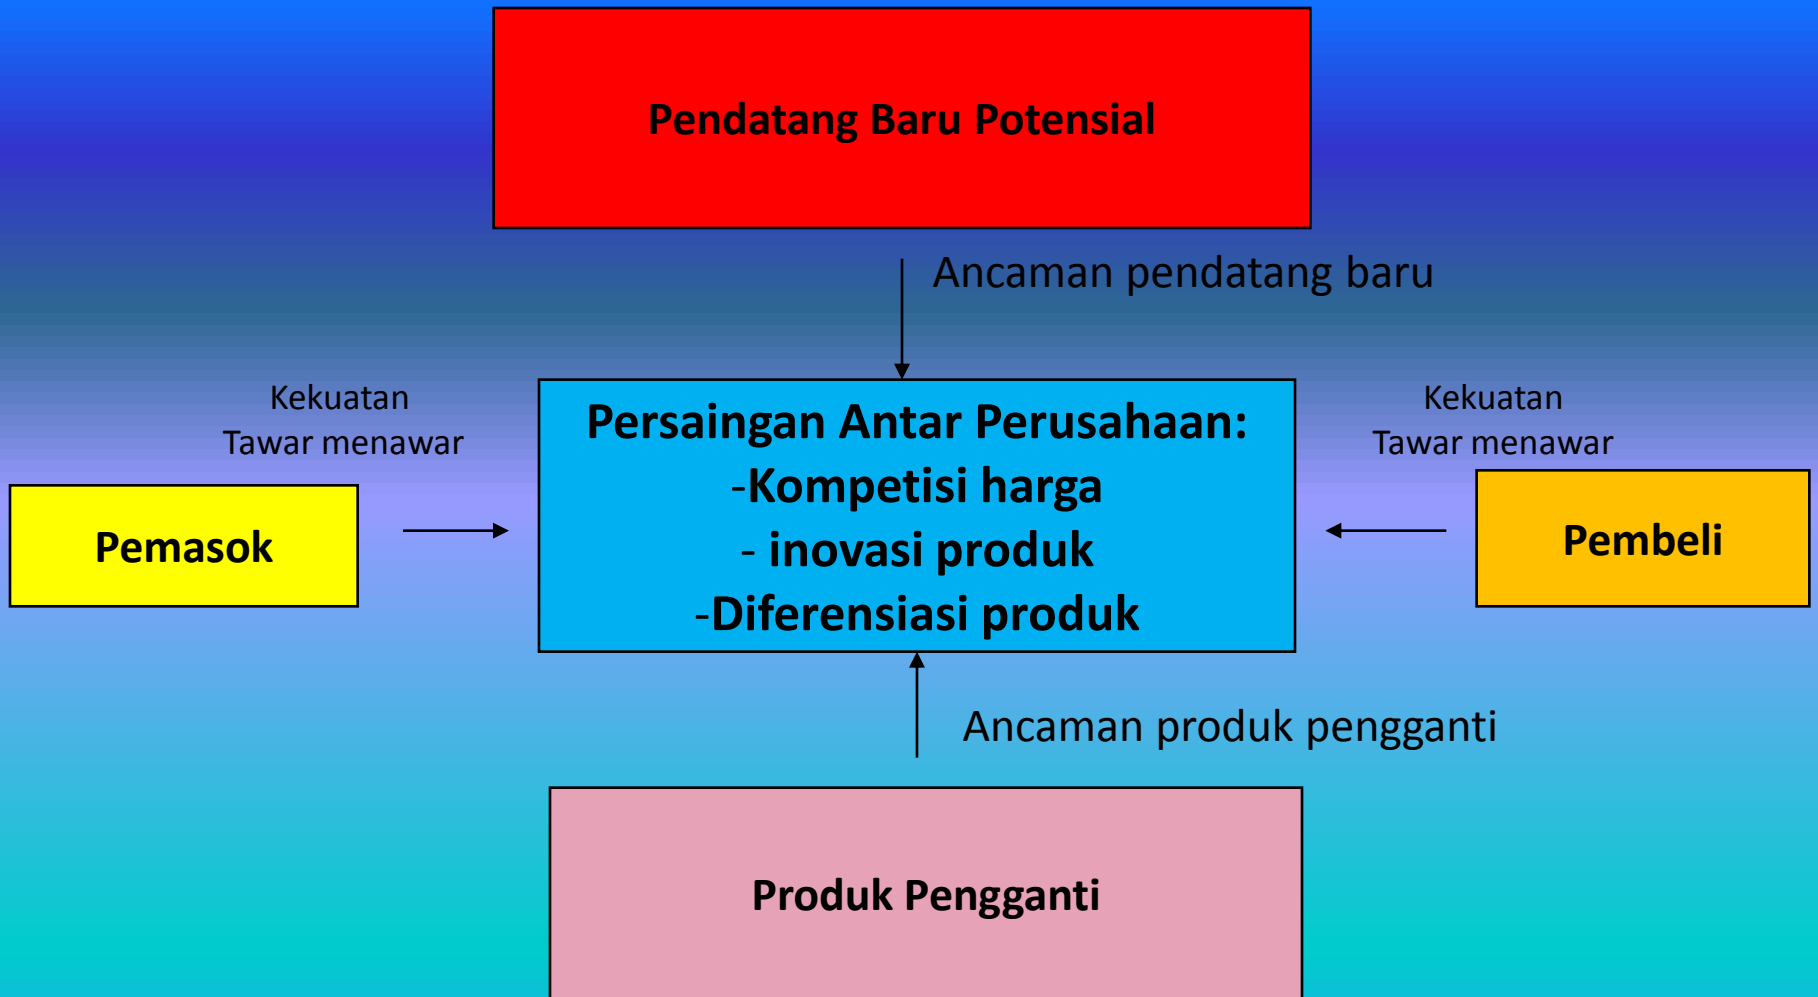 Pendatang Baru Potensial
Ancaman pendatang baru
Kekuatan
Tawar menawar
Pemasok
Persaingan Antar Perusahaan:
-Kompetisi harga
- inovasi produk
-Diferensiasi produk
Kekuatan
Tawar menawar
Pembeli
Ancaman produk pengganti
Produk Pengganti